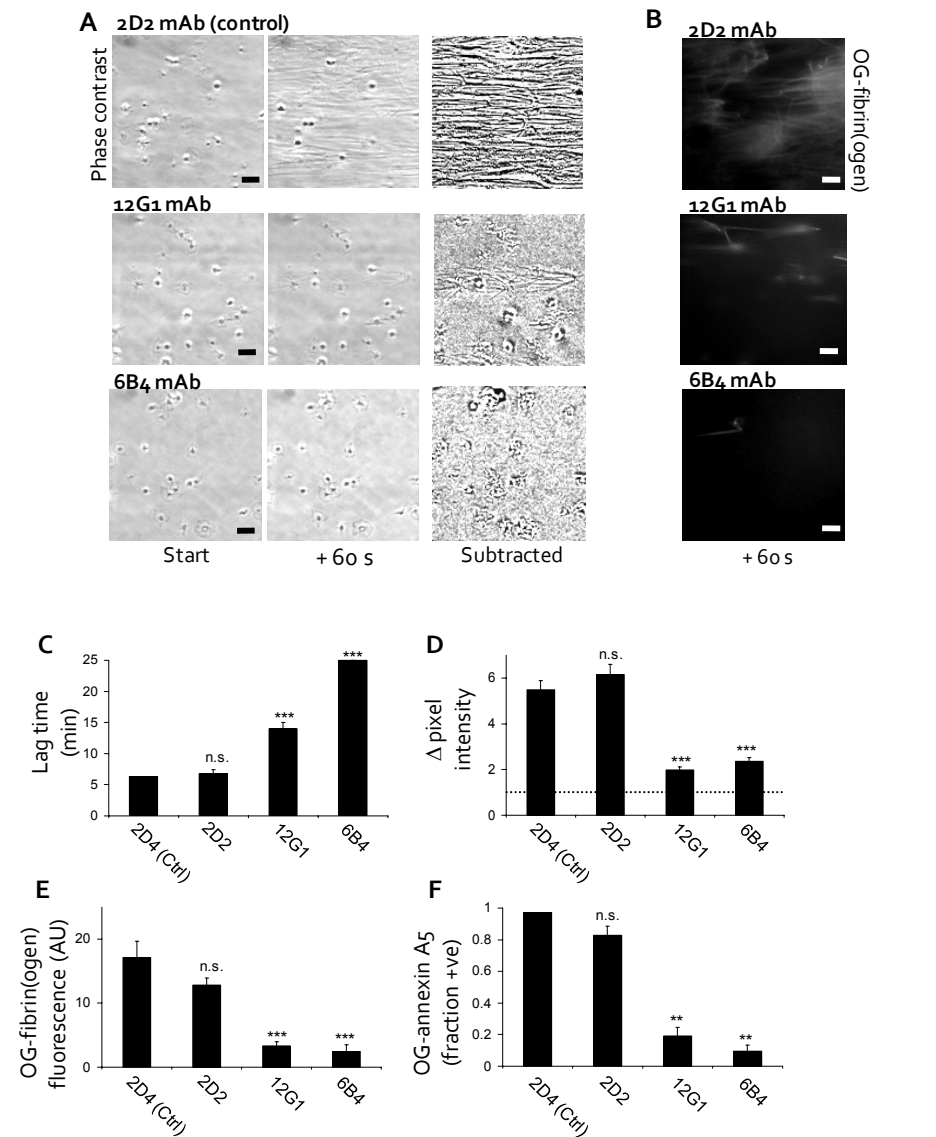 A
2D2 mAb (control)
Phase contrast
12G1 mAb
6B4 mAb
Start
+ 60 s
Subtracted
B
2D2 mAb
OG-fibrin(ogen)
12G1 mAb
6B4 mAb
+ 60 s
C
Lag time
(min)
25
20
15
10
5
0
n.s.
***
***
2D4 (Ctrl)
2D2
12G1
6B4
D
Δ pixel
intensity
6
4
2
0
n.s.
***
***
2D4 (Ctrl)
2D2
12G1
6B4
E
OG-fibrin(ogen)
fluorescence (AU)
20
10
0
n.s.
***
***
2D4 (Ctrl)
2D2
12G1
6B4
F
OG-annexin A5
(fraction +ve)
1
0.8
0.6
0.4
0.2
0
n.s.
**
**
2D4 (Ctrl)
2D2
12G1
6B4